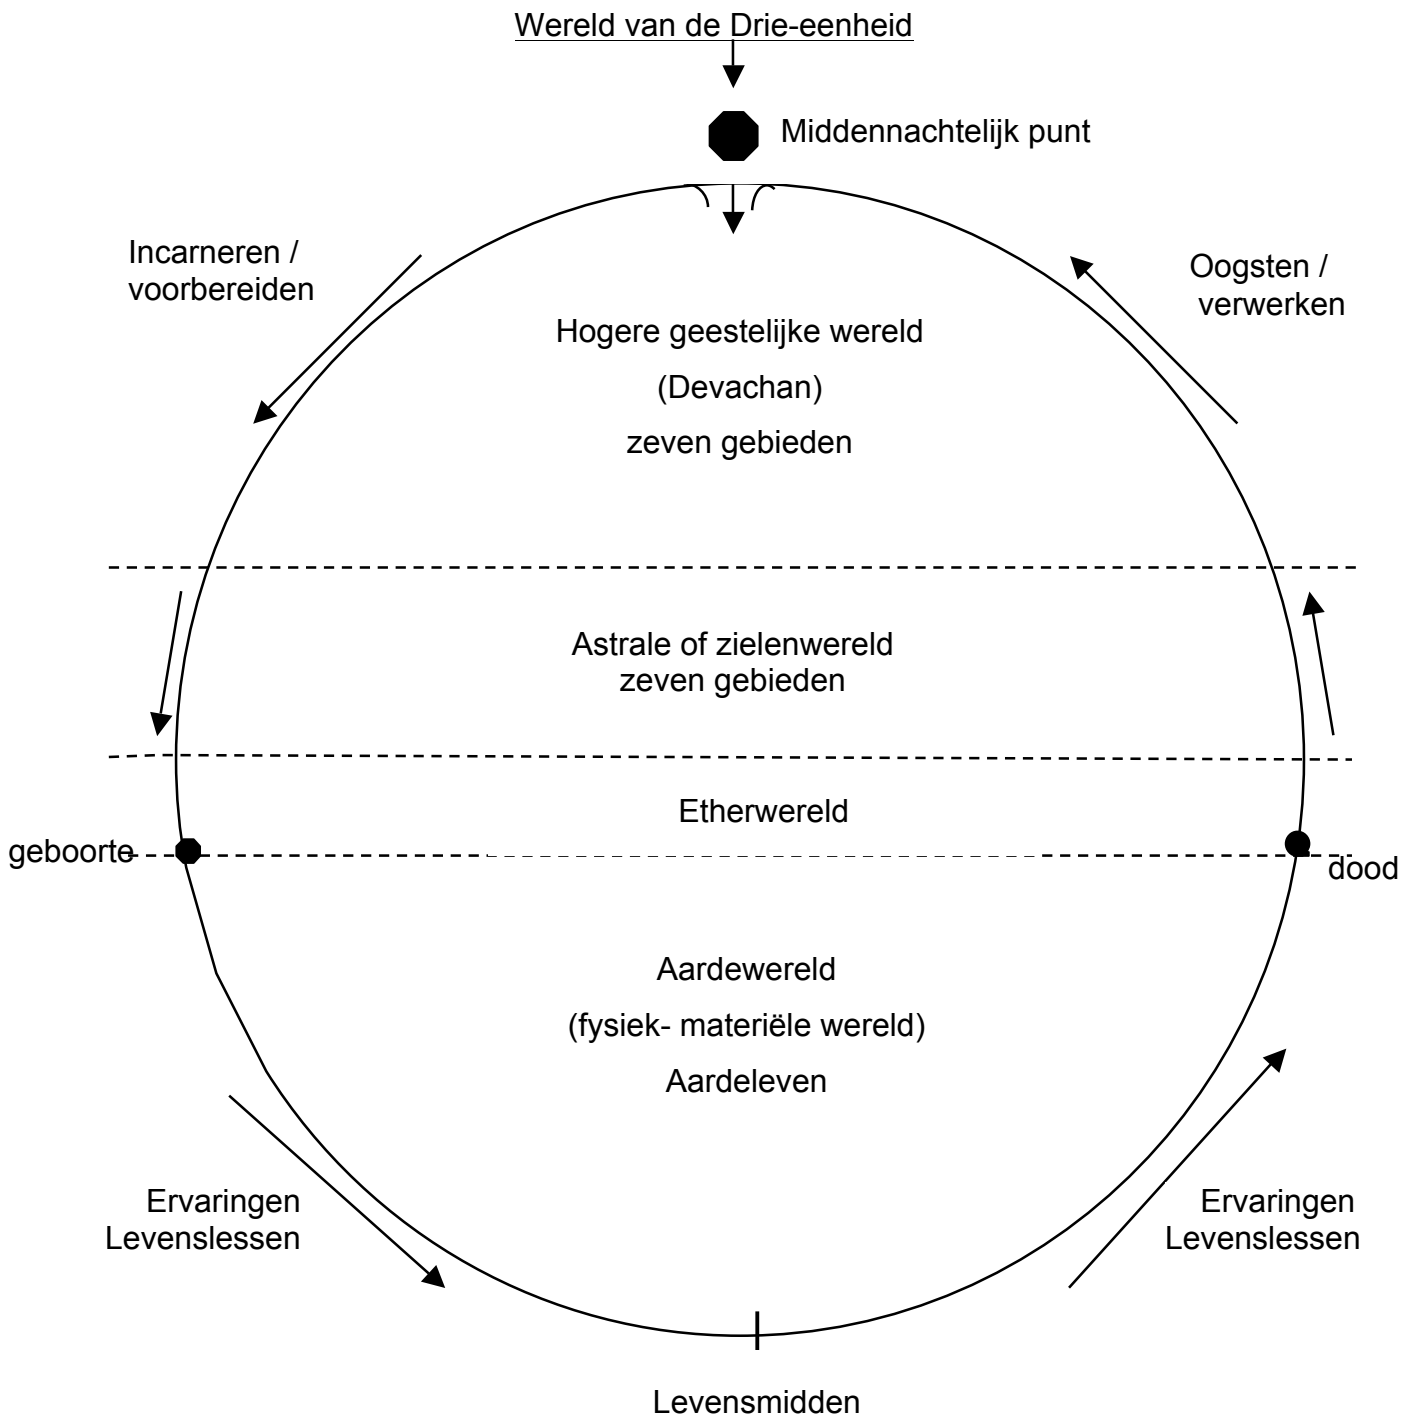 Wereld van de Drie-eenheid
Middennachtelijk punt
Incarneren /
voorbereiden
Oogsten /
verwerken
Hogere geestelijke wereld
(Devachan)
zeven gebieden
Astrale of zielenwereld
zeven gebieden
Etherwereld
geboorte
dood
Aardewereld
(fysiek- materiële wereld)
Aardeleven
Ervaringen
Levenslessen
Ervaringen
Levenslessen
Levensmidden